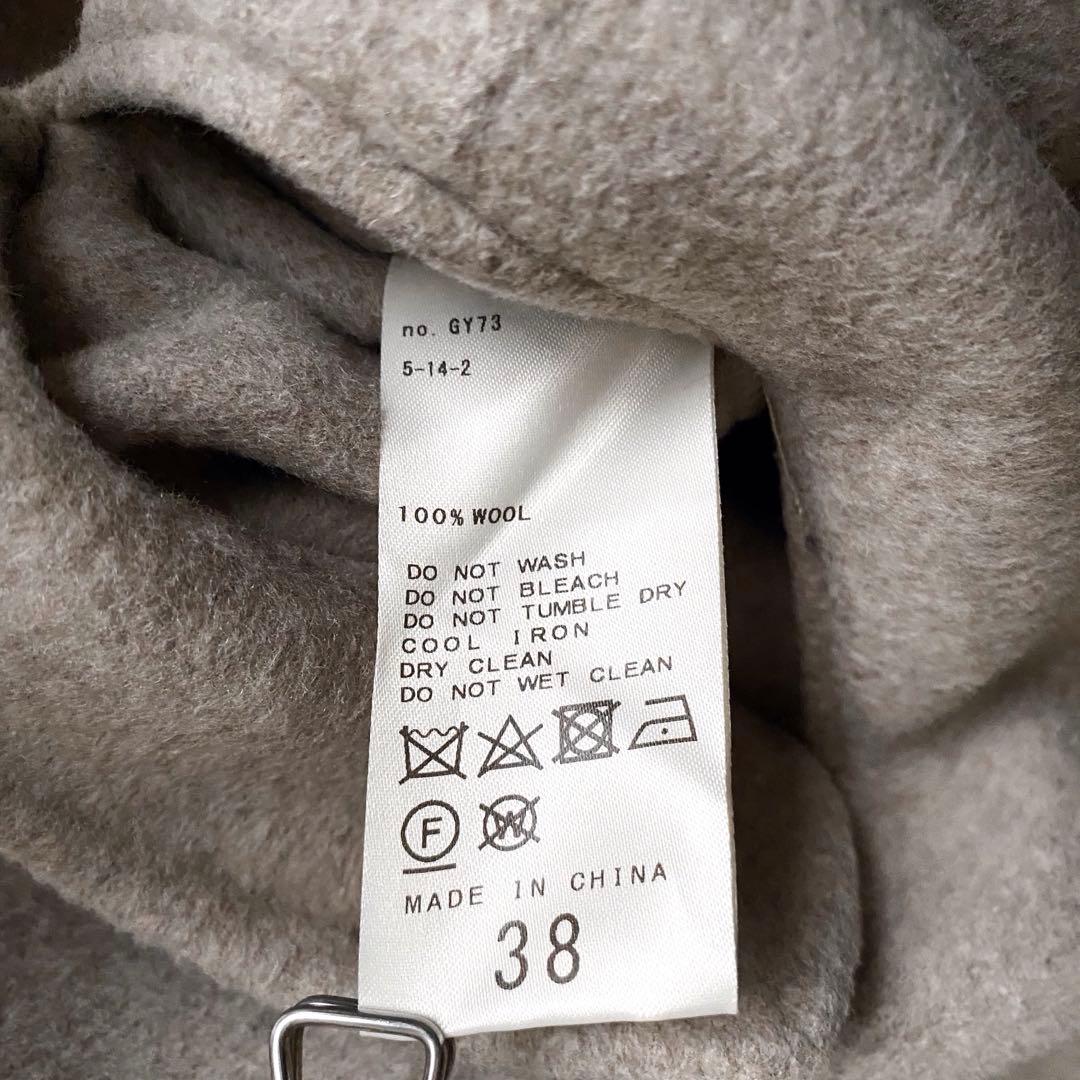 no. GY73
5-14-2
100% WOOL
DO NOT WASH
DO NOT BLEACH
DO NOT TUMBLE DRY
COOL IRON
DRY CLEAN
DO NOT WET CLEAN
F W
MADE IN CHINA
38